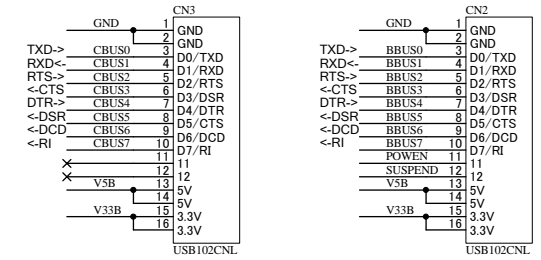 CN3
GND 1 GND
2 GND
TXD-> CBUS0 3 D0/TXD
RXD<- CBUS1 4 D1/RXD
RTS-> CBUS2 5 D2/RTS
<-CTS CBUS3 6 D3/DSR
DTR-> CBUS4 7 D4/DTR
<-DSR CBUS5 8 D5/CTS
<-DCD CBUS6 9 D6/DCD
<-RI CBUS7 10 D7/RI
11 11
12 12
V5B 13 5V
14 5V
V33B 15 3.3V
16 3.3V
USB102CNL
CN2
GND 1 GND
2 GND
TXD-> BBUS0 3 D0/TXD
RXD<- BBUS1 4 D1/RXD
RTS-> BBUS2 5 D2/RTS
<-CTS BBUS3 6 D3/DSR
DTR-> BBUS4 7 D4/DTR
<-DSR BBUS5 8 D5/CTS
<-DCD BBUS6 9 D6/DCD
<-RI BBUS7 10 D7/RI
POWEN 11 11
SUSPEND 12 12
V5B 13 5V
14 5V
V33B 15 3.3V
16 3.3V
USB102CNL